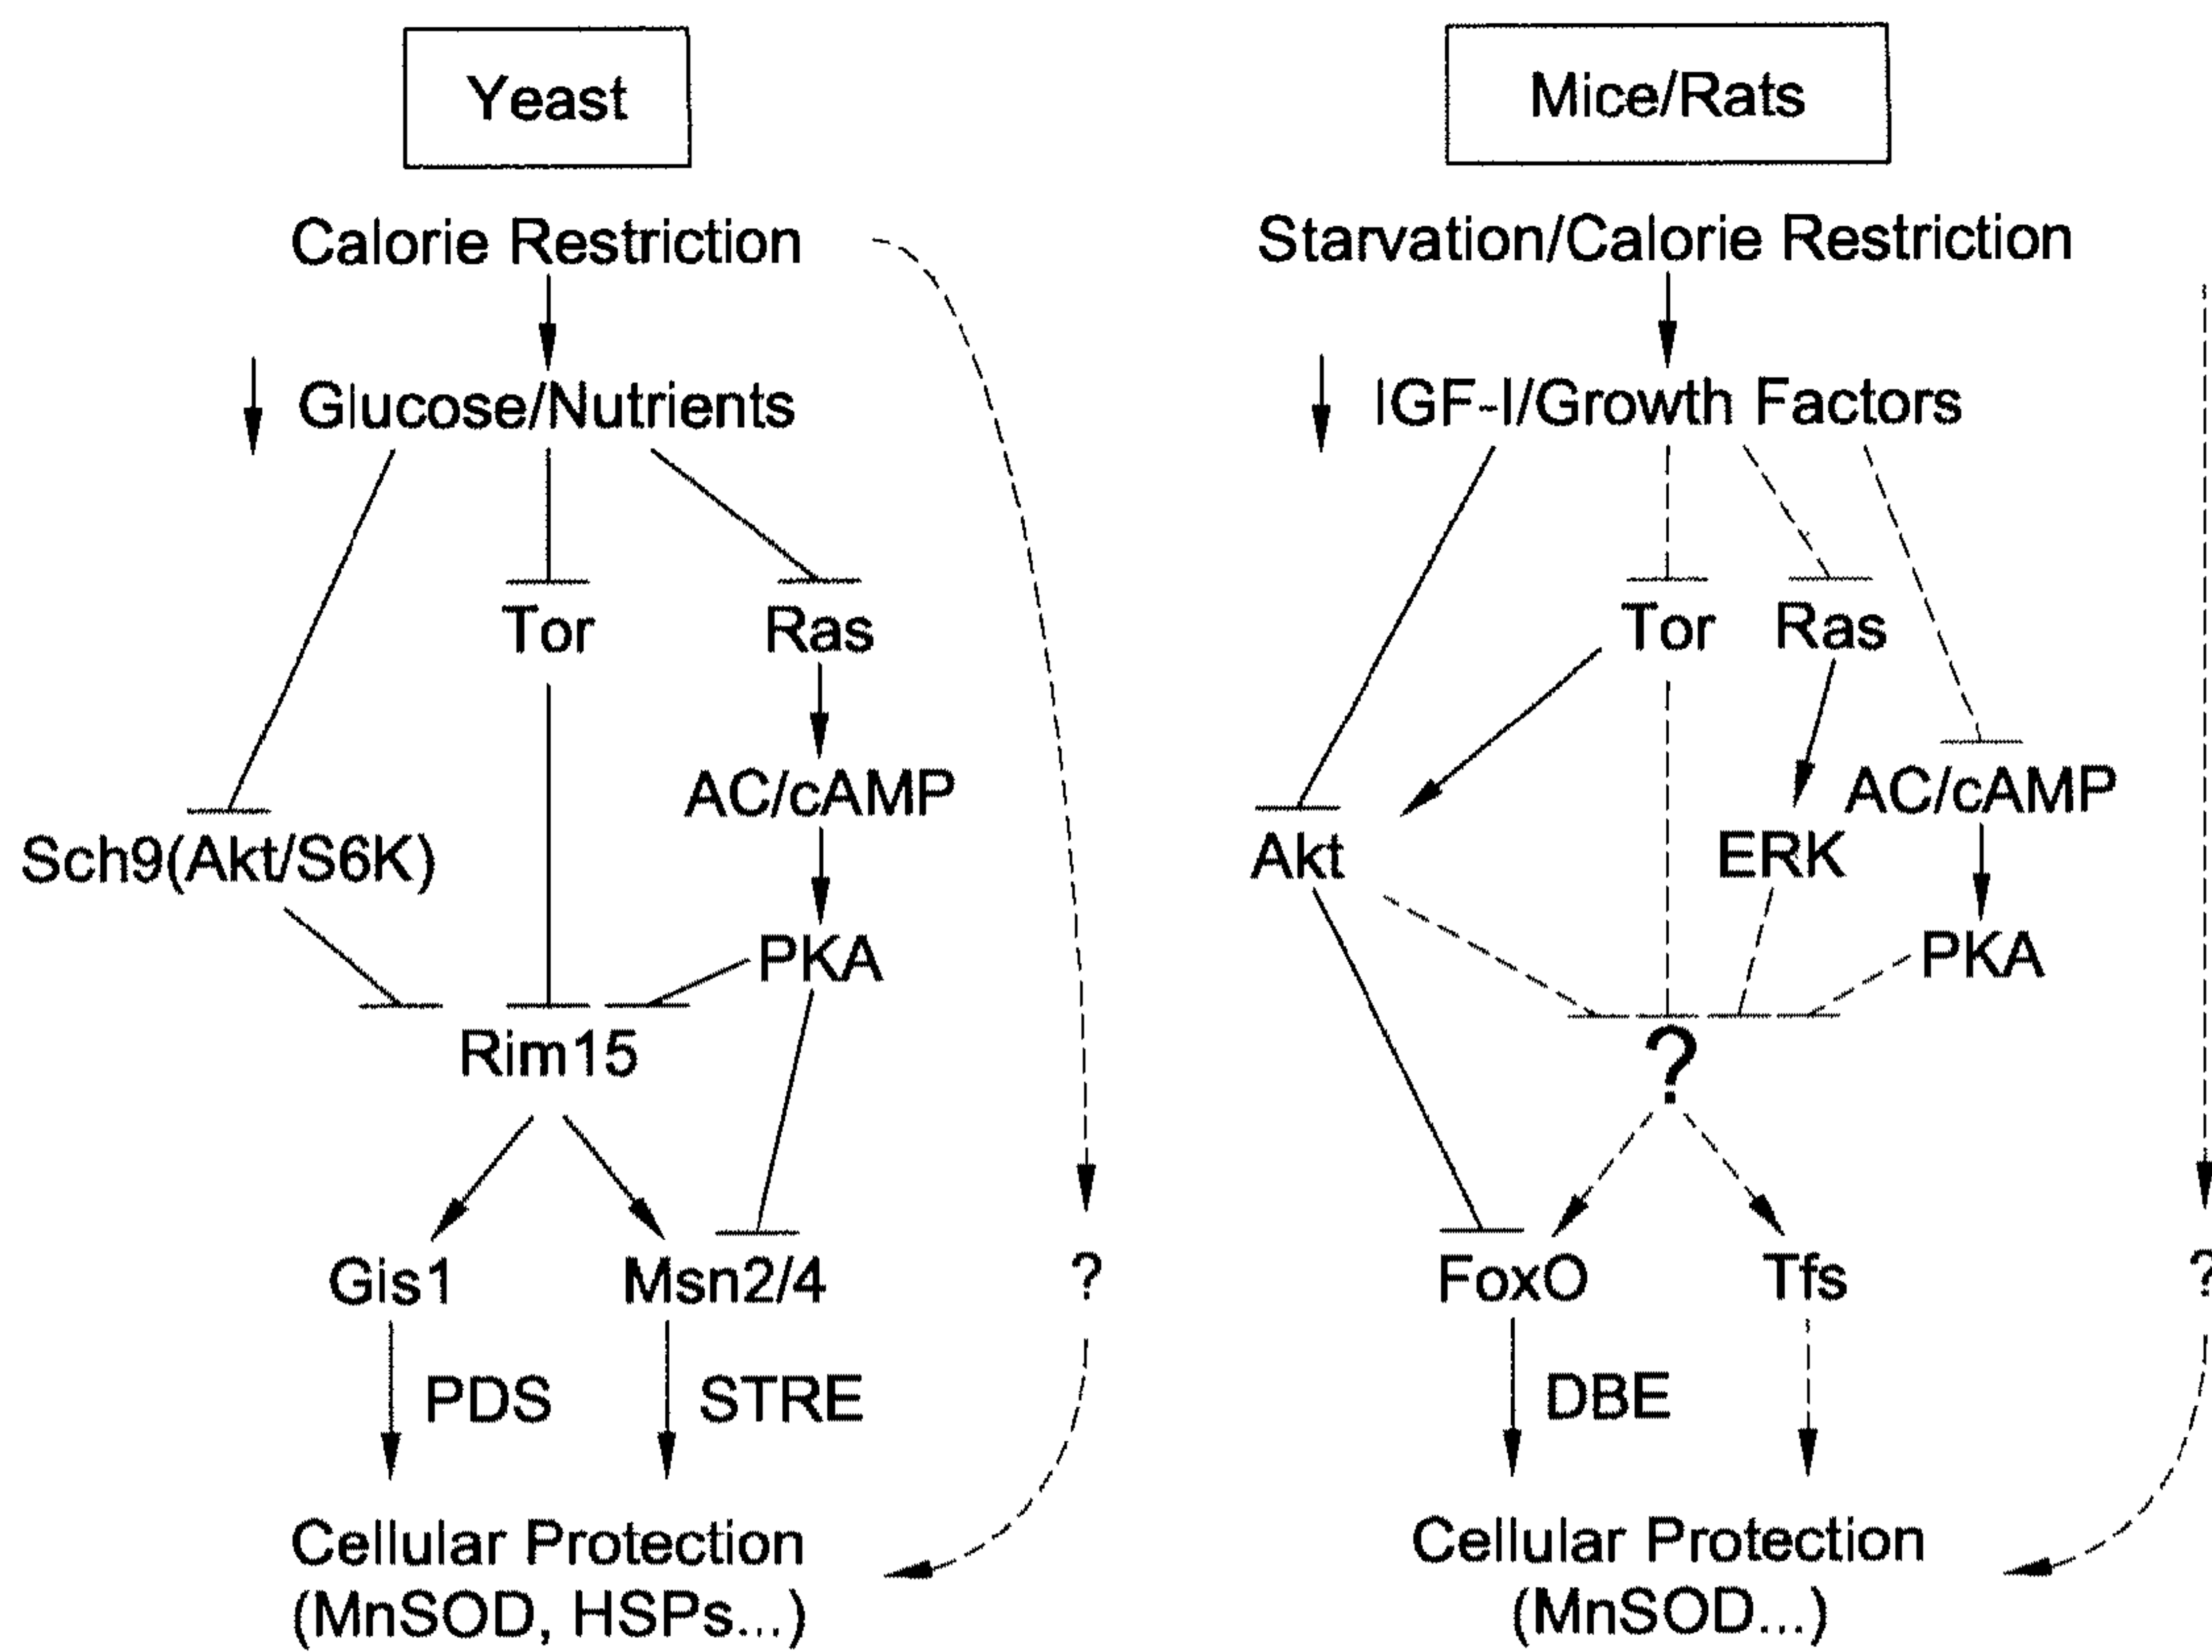 Yeast
Calorie Restriction
Glucose/Nutrients
Tor
Ras
AC/cAMP
Sch9(Akt/S6K)
PKA
Rim15
Gis1
Msn2/4
?
PDS
STRE
Cellular Protection
(MnSOD, HSPs...)
Mice/Rats
Starvation/Calorie Restriction
IGF-I/Growth Factors
Tor
Ras
AC/cAMP
Akt
ERK
PKA
?
FoxO
Tfs
?
DBE
Cellular Protection
(MnSOD...)